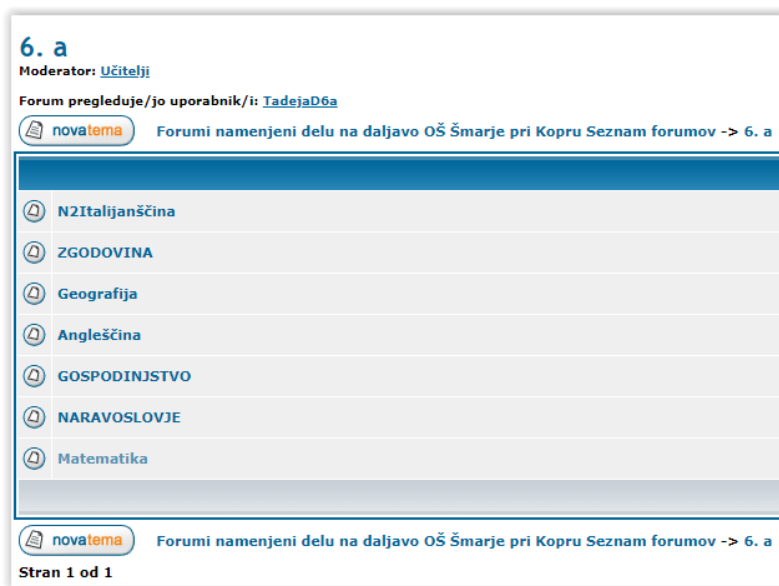 6. a
Moderator: Učitelji
Forum pregleduje/jo uporabnik/i: TadejaD6a
novatema Forumi namenjeni delu na daljavo OŠ Šmarje pri Kopru Seznam forumov -> 6. a
N2Italijanščina
ZGODOVINA
Geografija
Angleščina
GOSPODINJSTVO
NARAVOSLOVJE
Matematika
novatema Forumi namenjeni delu na daljavo OŠ Šmarje pri Kopru Seznam forumov -> 6. a
Stran 1 od 1